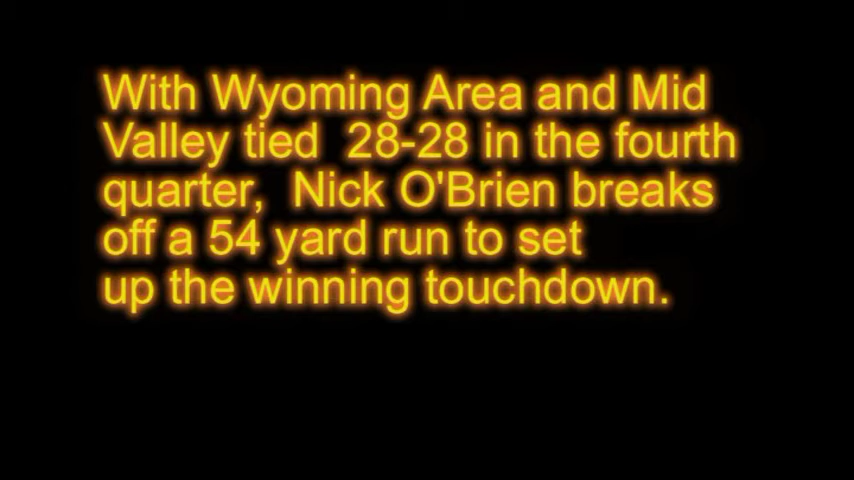 With Wyoming Area and Mid
Valley tied  28-28 in the fourth
quarter,  Nick O'Brien breaks
off a 54 yard run to set
up the winning touchdown.